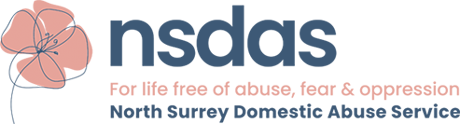 nsdas
For life free of abuse, fear & oppression
North Surrey Domestic Abuse Service